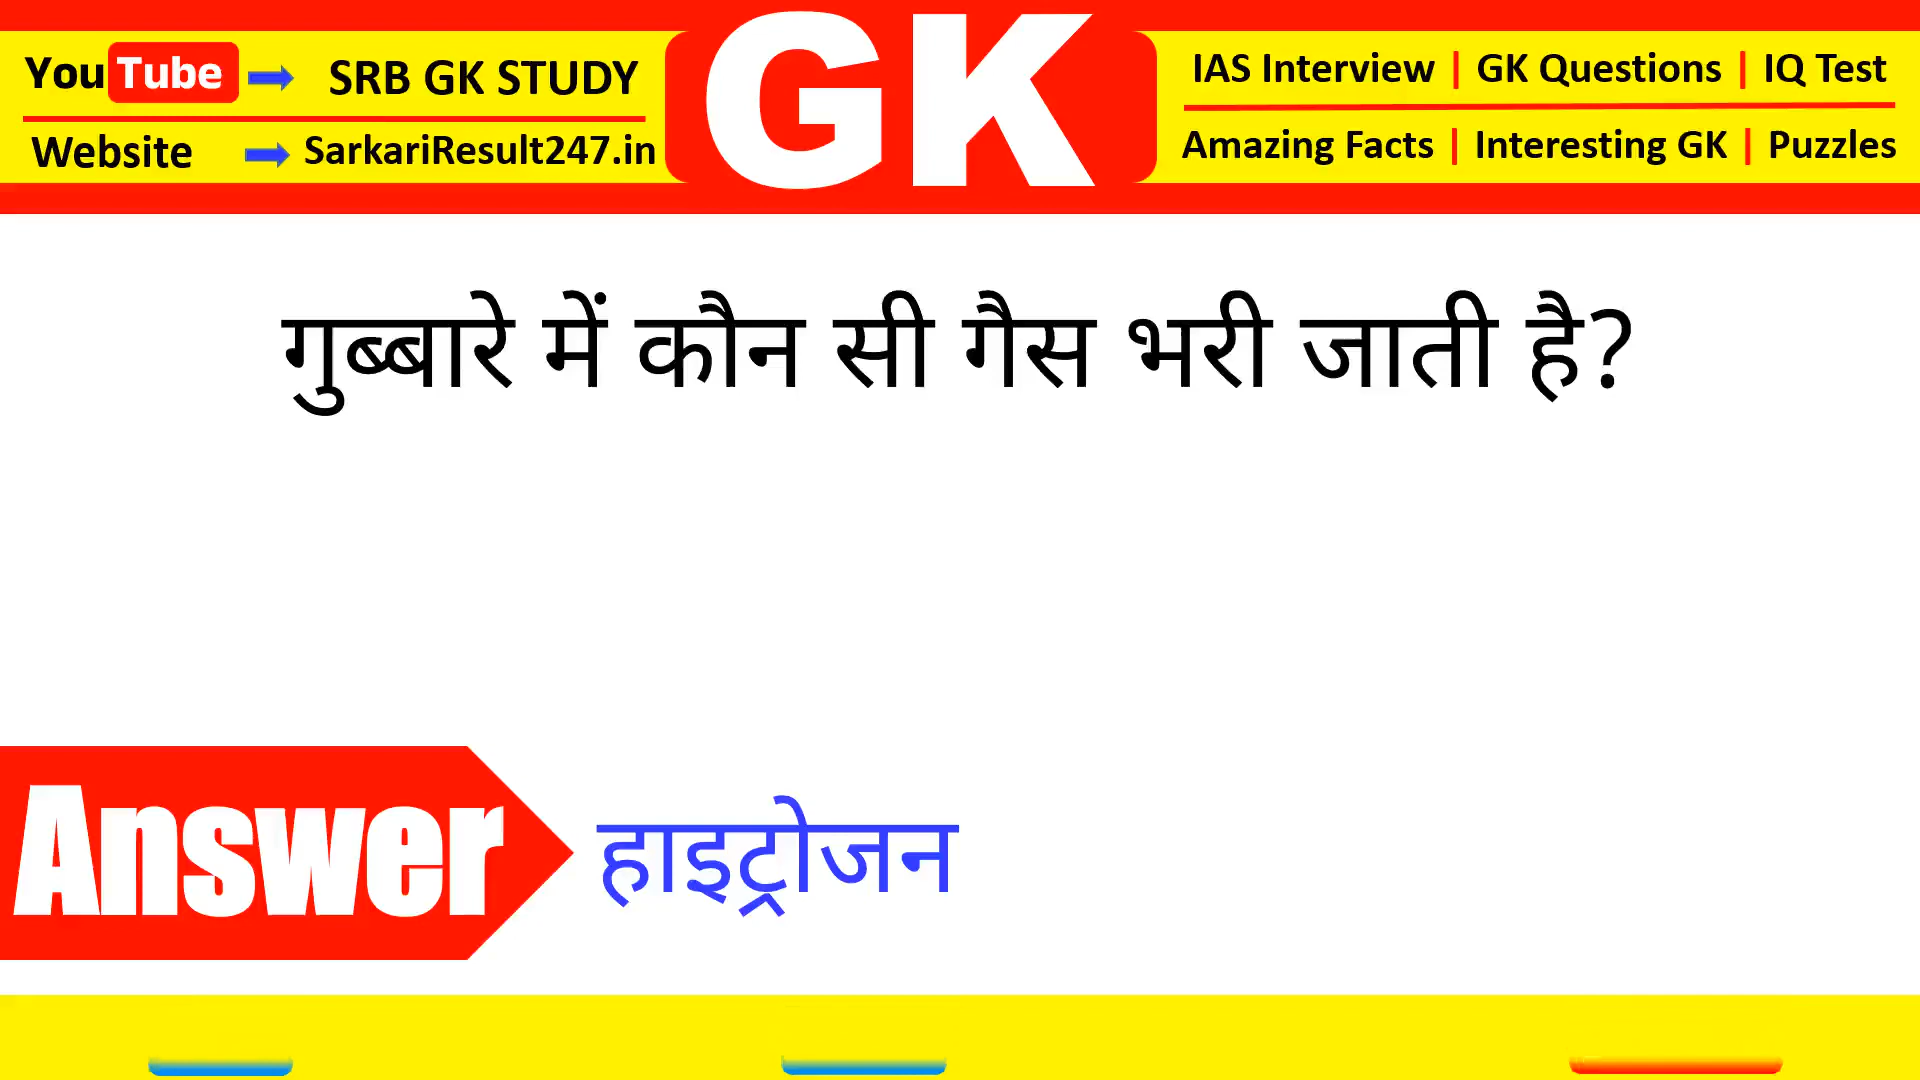 YouTube → SRB GK STUDY
Website → SarkariResult247.in
GK
IAS Interview | GK Questions | IQ Test
Amazing Facts | Interesting GK | Puzzles
गुब्बारे में कौन सी गैस भरी जाती है?
Answer
हाइट्रोजन